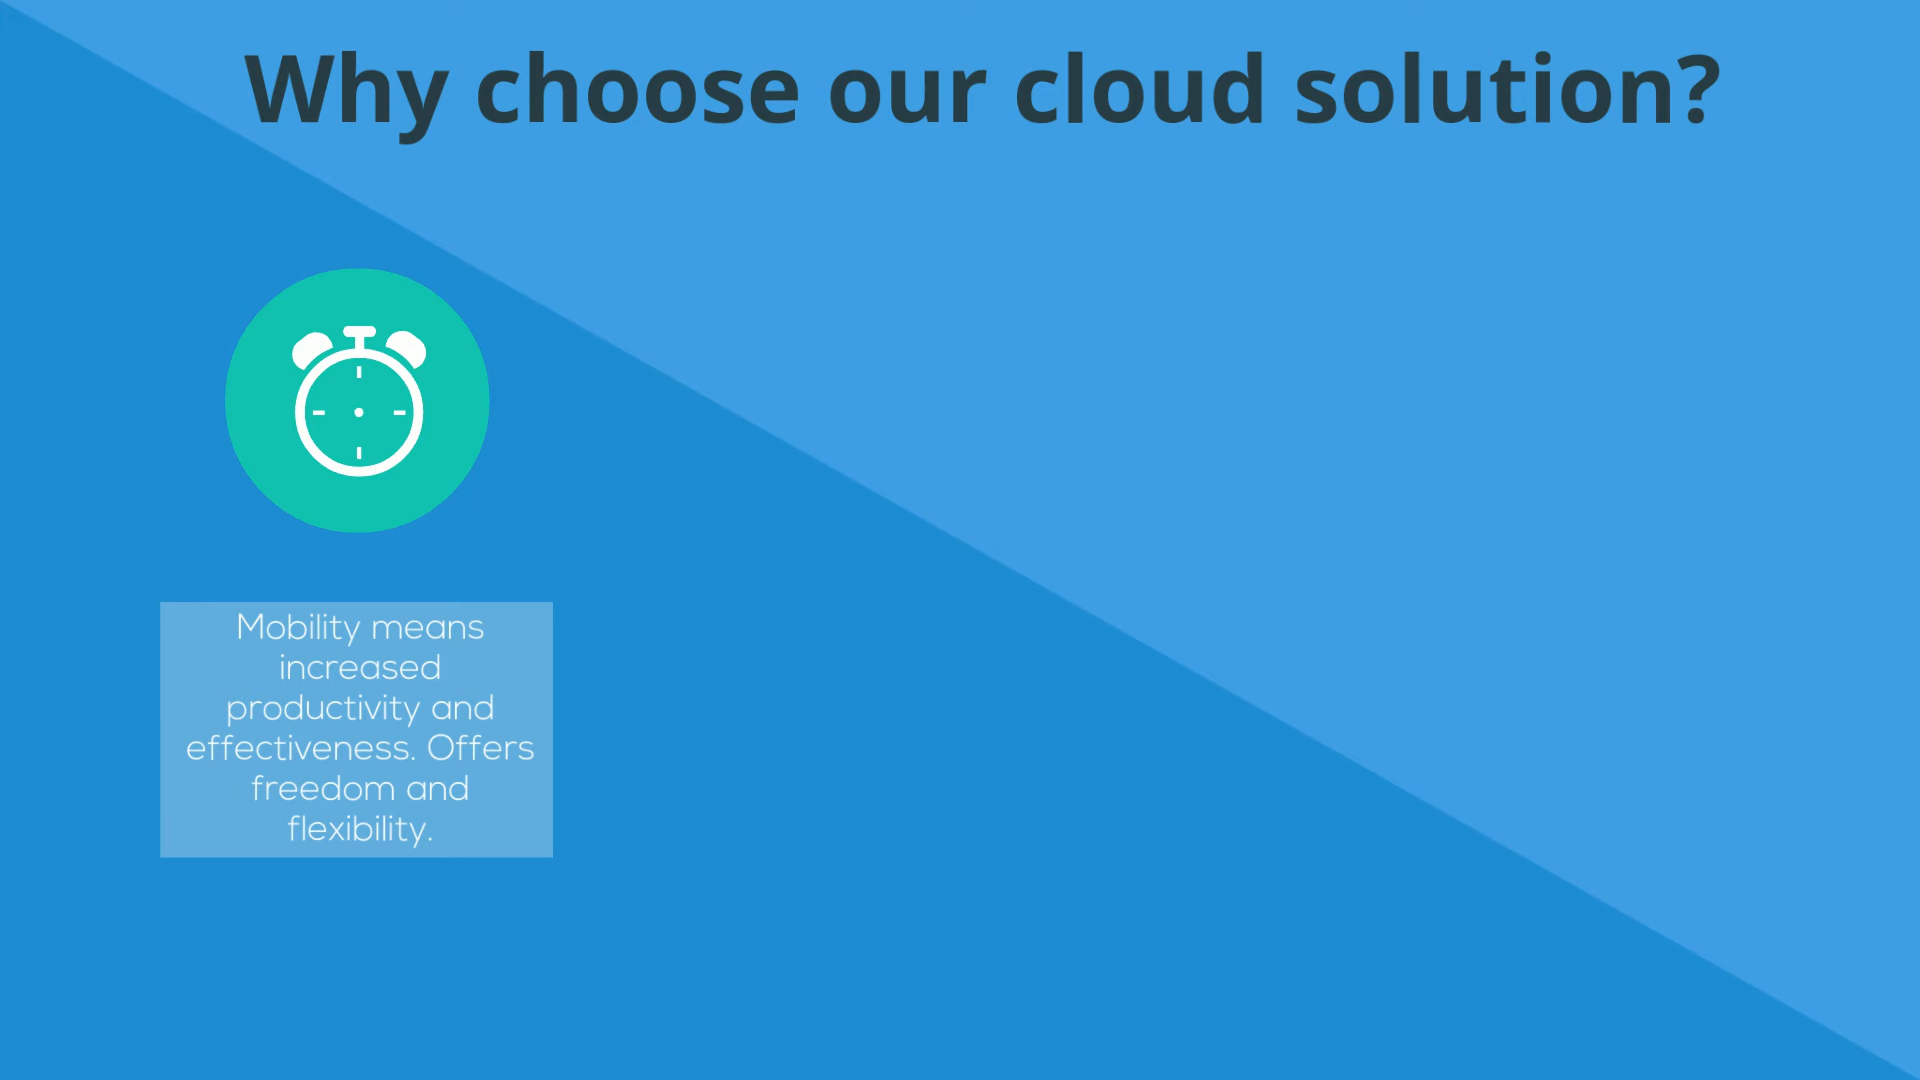 Why choose our cloud solution?
Mobility means
increased
productivity and
effectiveness. Offers
freedom and
flexibility.